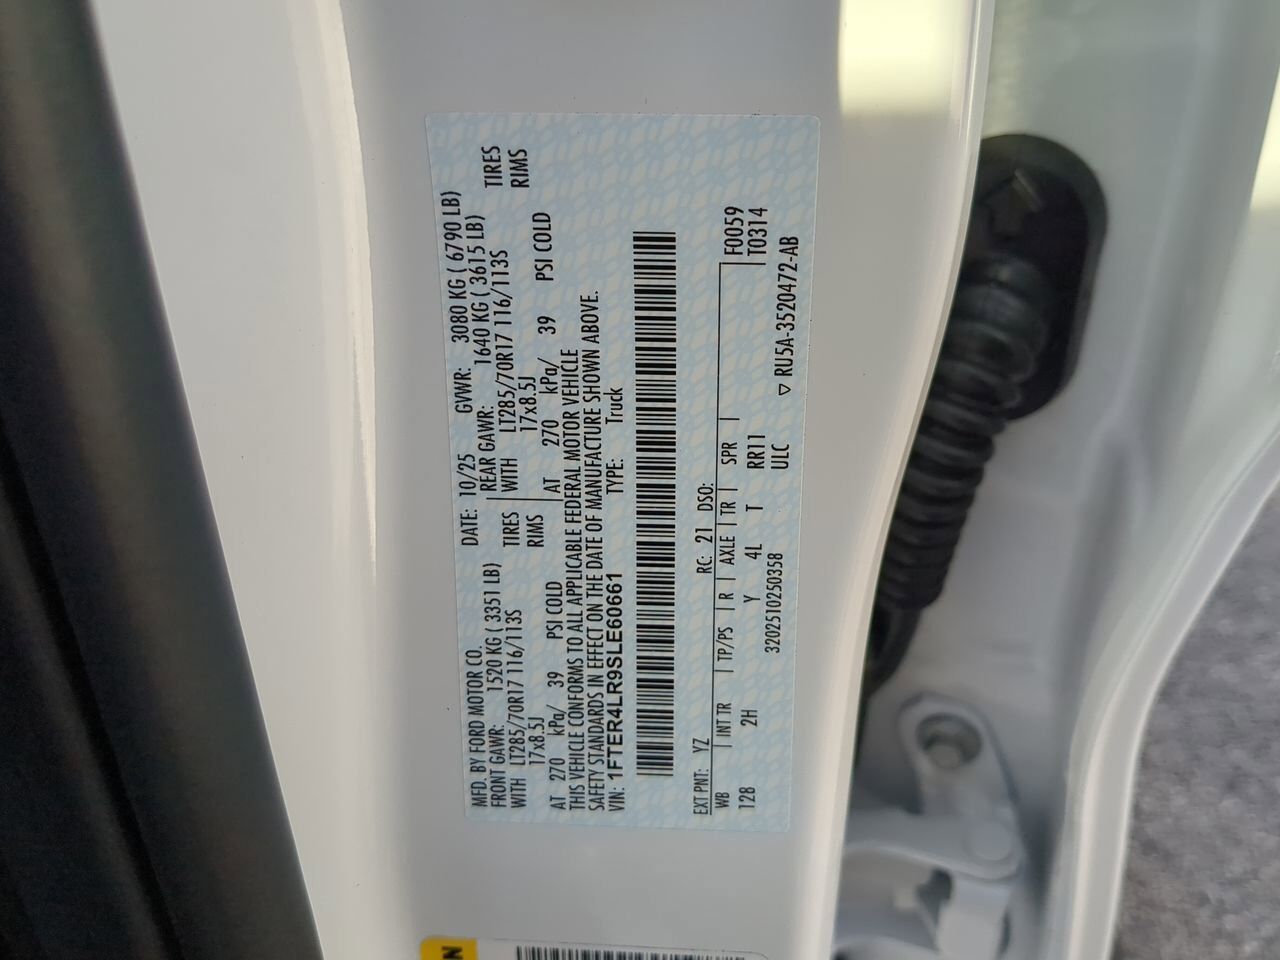 MFD. BY FORD MOTOR CO.
DATE: 10/25 GVWR: 3080 KG ( 6790 LB)
FRONT GAWR: 1520 KG ( 3351 LB)
REAR GAWR: 1640 KG ( 3615 LB)
WITH LT285/70R17 116/113S TIRES
17x8.5J RIMS
WITH LT285/70R17 116/113S TIRES
17x8.5J RIMS
AT 270 kPa/ 39 PSI COLD
AT 270 kPa/ 39 PSI COLD
THIS VEHICLE CONFORMS TO ALL APPLICABLE FEDERAL MOTOR VEHICLE
SAFETY STANDARDS IN EFFECT ON THE DATE OF MANUFACTURE SHOWN ABOVE.
VIN: 1FTER4LR9SLE60661 TYPE: Truck
EXT PNT: YZ RC: 21 DSO:
WB INT TR TP/PS R AXLE TR SPR F0059
128 2H Y 4L T RR11 T0314
3202510250358 ULC
▽ RU5A-3520472-AB
N